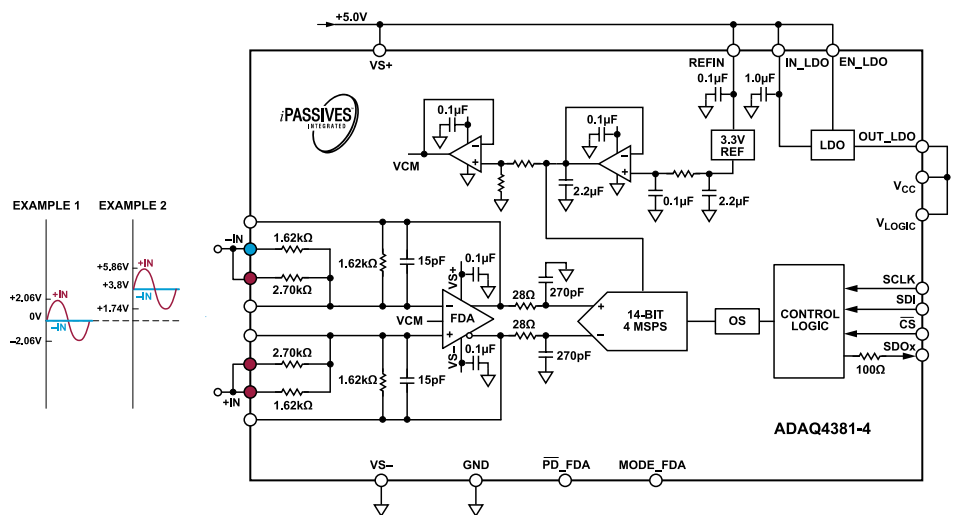 +5.0V
VS+
REFIN
IN_LDO
EN_LDO
0.1µF
1.0µF
iPASSIVES™
INTEGRATED
0.1µF
0.1µF
3.3V
REF
LDO
OUT_LDO
VCM
2.2µF
0.1µF
2.2µF
VCC
VLOGIC
EXAMPLE 1
EXAMPLE 2
+IN
+5.86V
+3.8V
–IN
+1.74V
+2.06V
+IN
0V
–IN
–2.06V
–IN
1.62kΩ
2.70kΩ
1.62kΩ
15pF
VS+
0.1µF
270pF
28Ω
VCM
FDA
28Ω
VS–
0.1µF
270pF
14-BIT
4 MSPS
OS
CONTROL
LOGIC
SCLK
SDI
CS
SDOx
100Ω
2.70kΩ
1.62kΩ
+IN
1.62kΩ
15pF
ADAQ4381-4
VS–
GND
PD_FDA
MODE_FDA